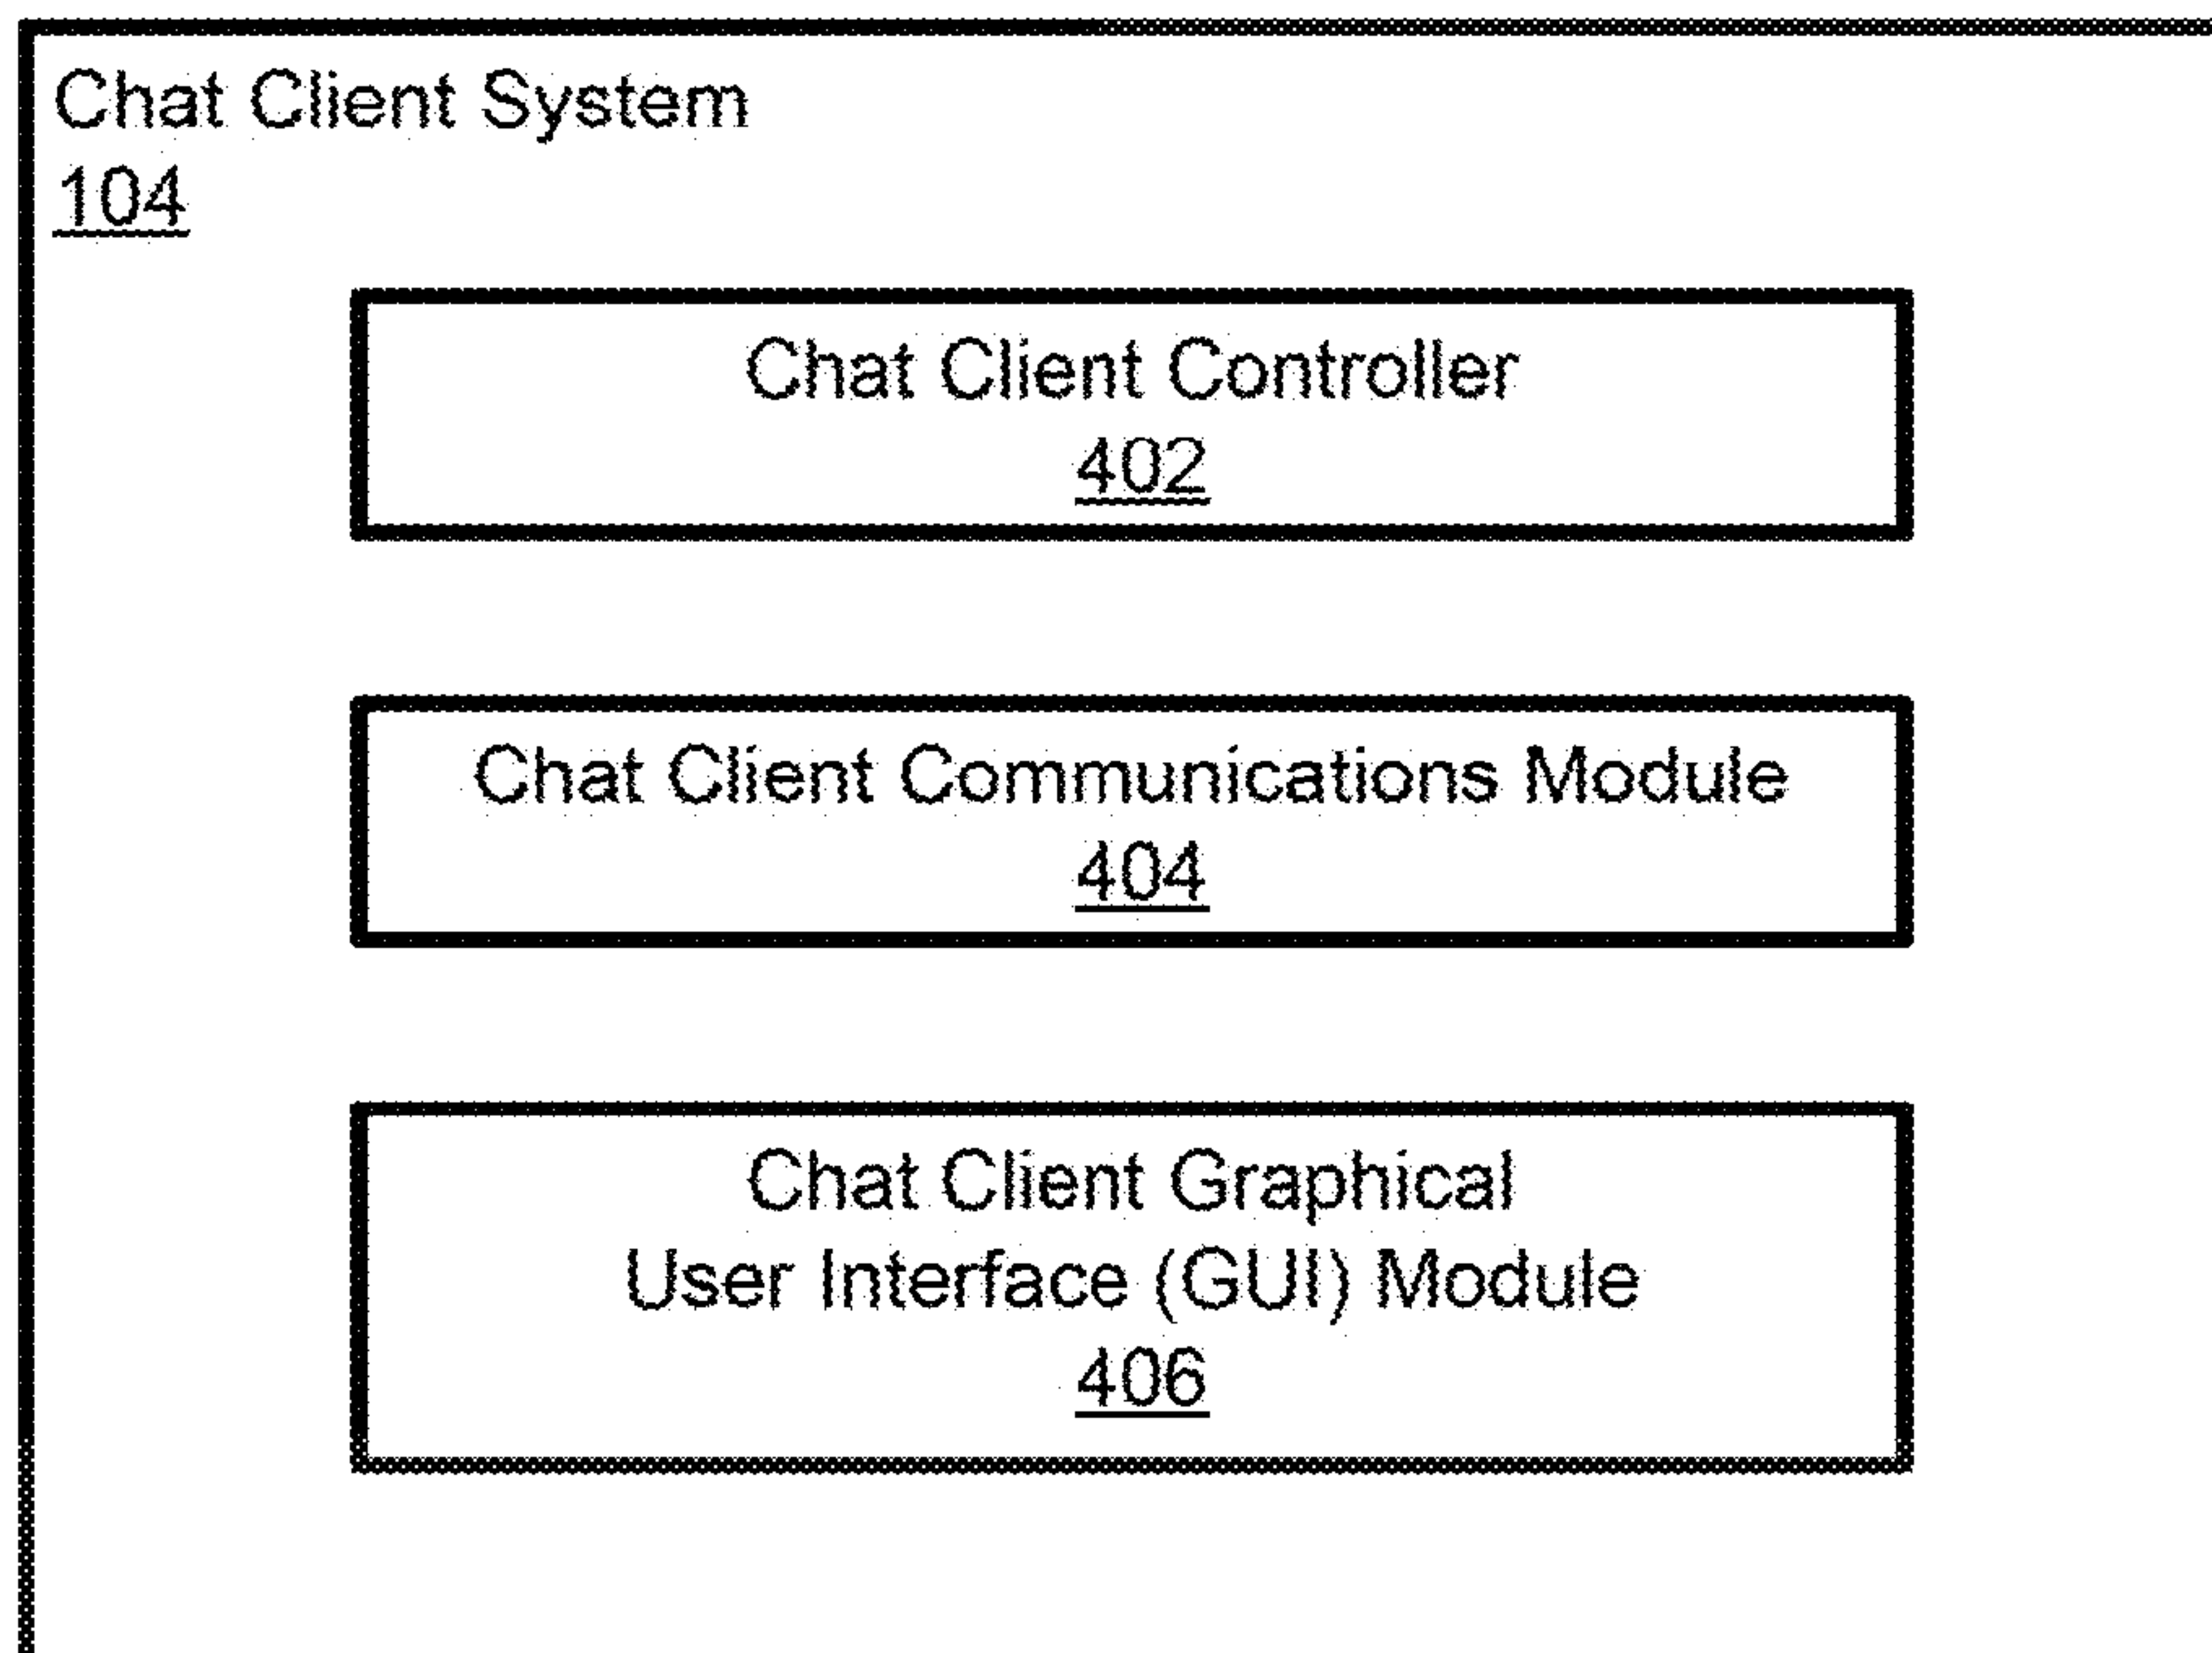 Chat Client System
104
Chat Client Controller
402
Chat Client Communications Module
404
Chat Client Graphical
User Interface (GUI) Module
406